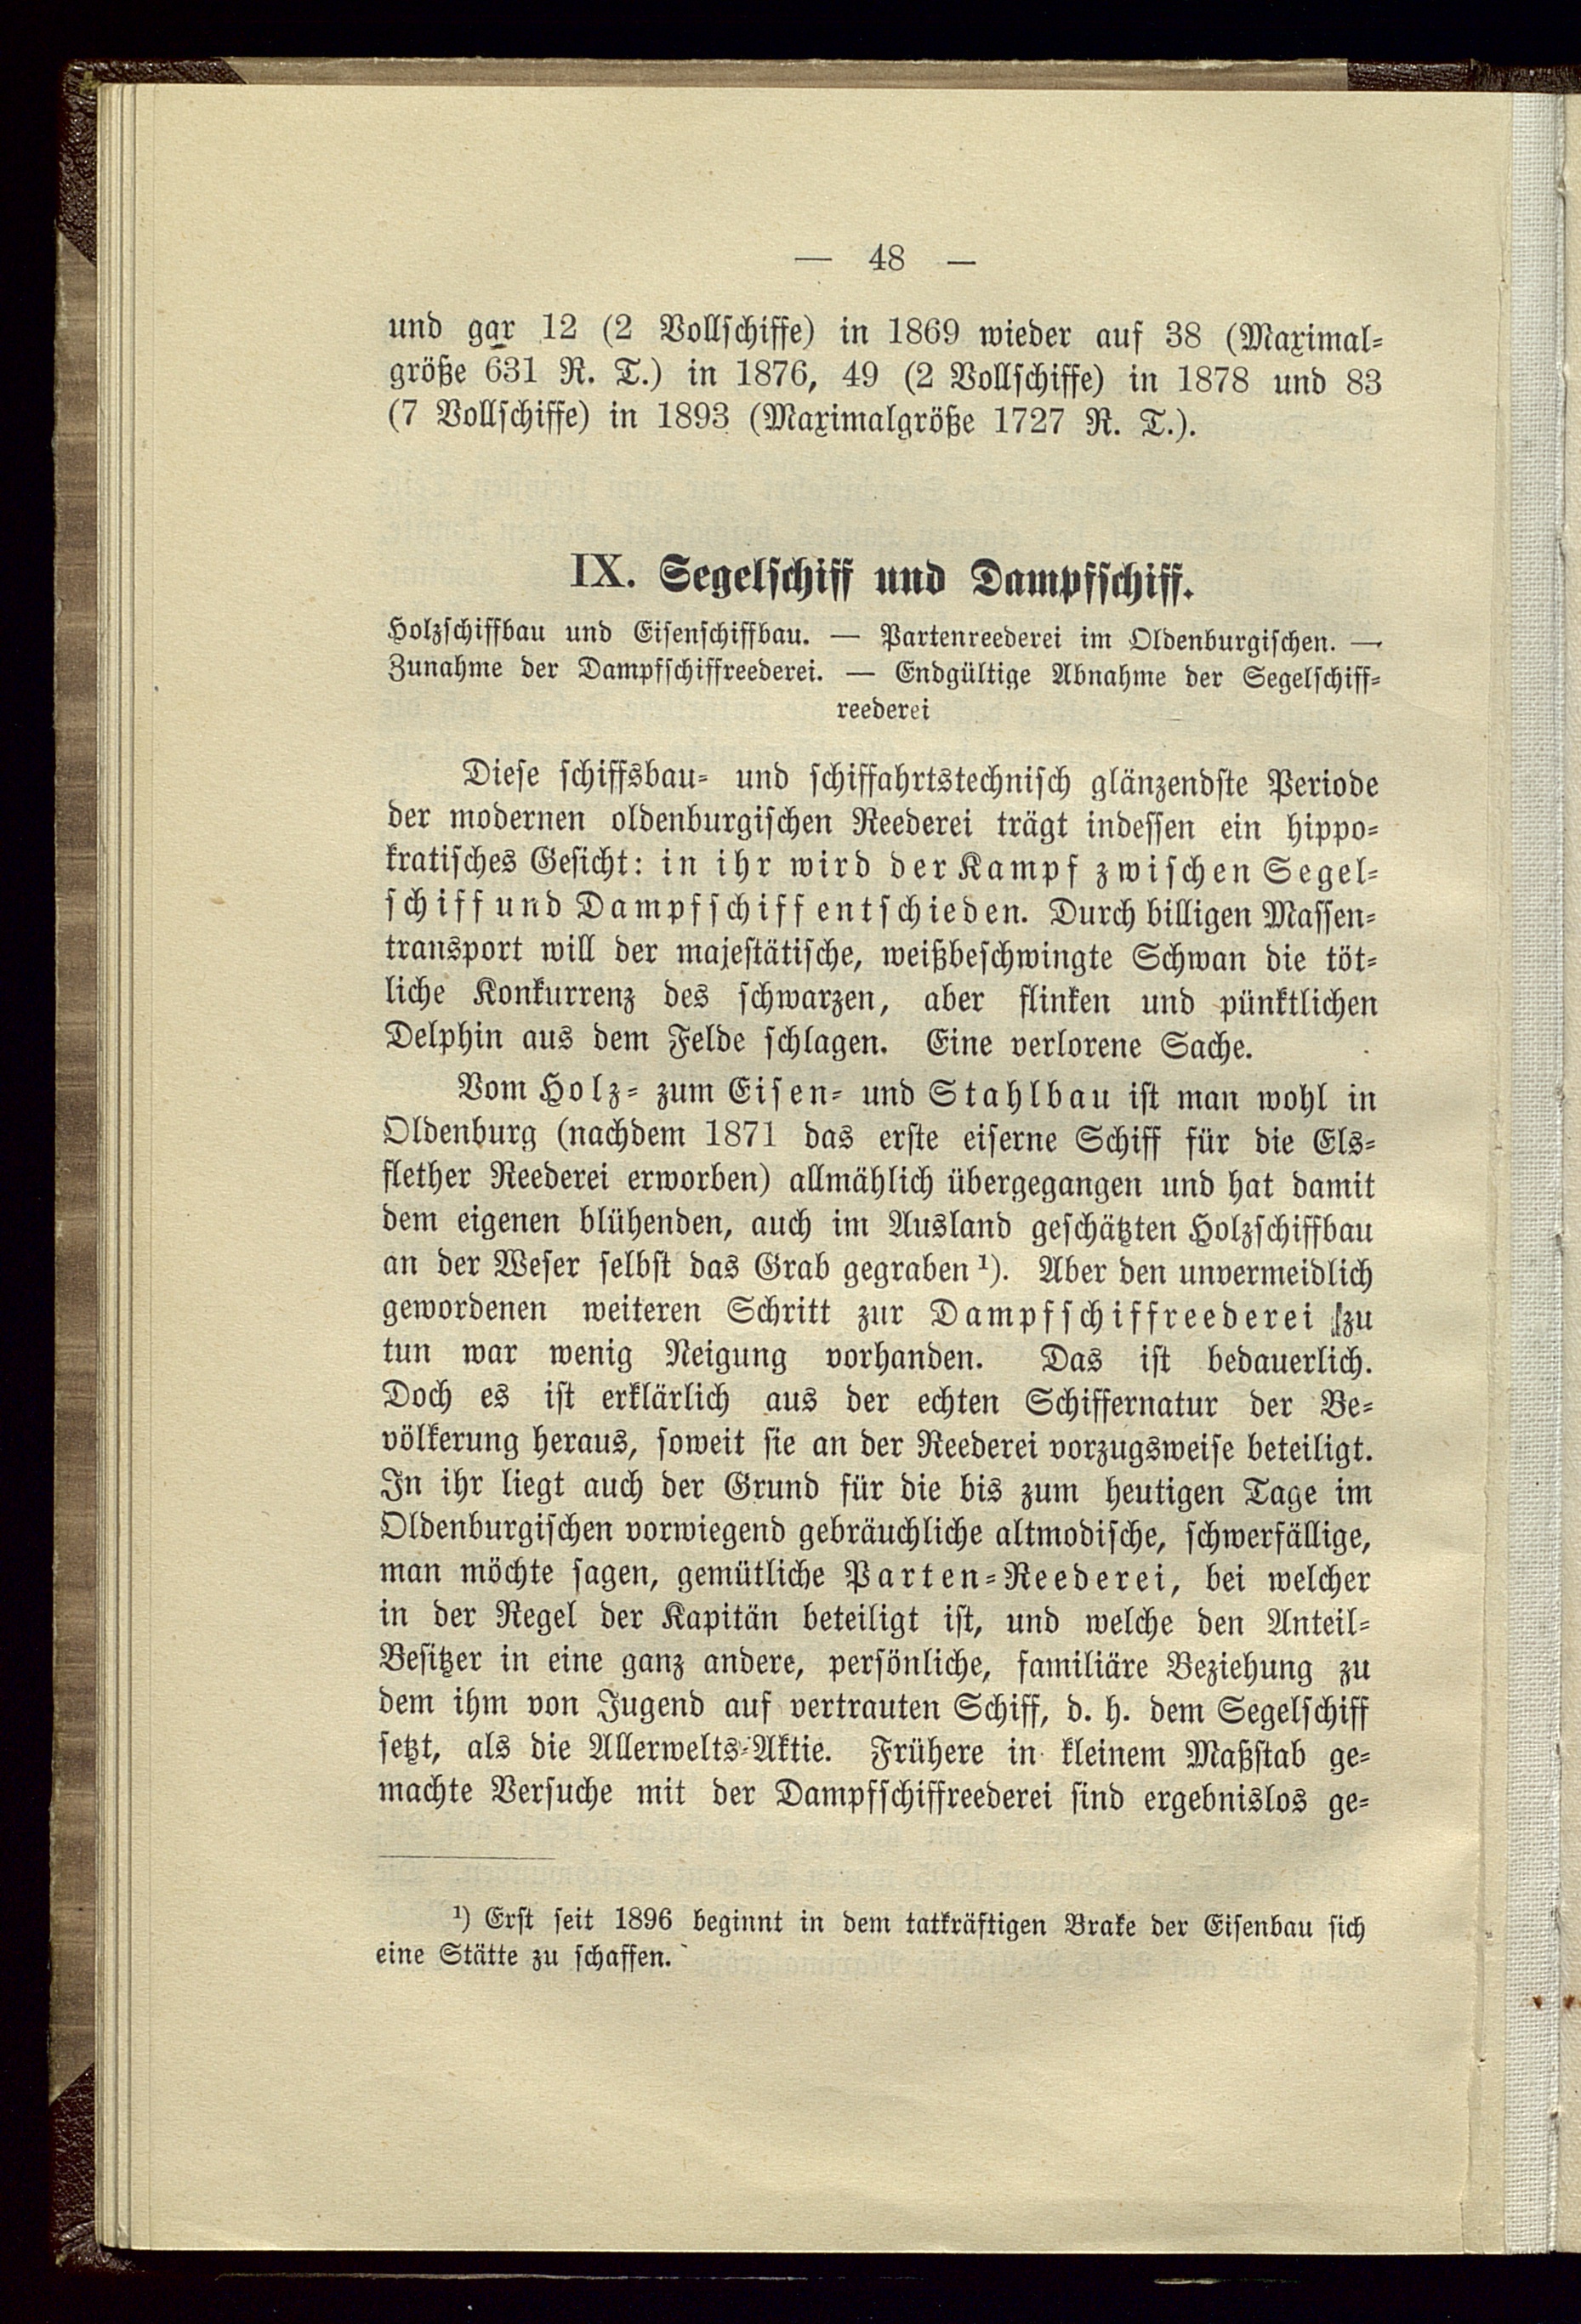 — 48 —
und gar 12 (2 Vollschiffe) in 1869 wieder auf 38 (Maximal-
größe 631 R. T.) in 1876, 49 (2 Vollschiffe) in 1878 und 83
(7 Vollschiffe) in 1893 (Maximalgröße 1727 R. T.).
IX. Segelschiff und Dampfschiff.
Holzschiffbau und Eisenschiffbau. — Partenreederei im Oldenburgischen. —
Zunahme der Dampfschiffreederei. — Endgültige Abnahme der Segelschiff-
reederei
Diese schiffsbau- und schiffahrtstechnisch glänzendste Periode
der modernen oldenburgischen Reederei trägt indessen ein hippo-
kratisches Gesicht: in ihr wird der Kampf zwischen Segel-
schiff und Dampfschiff entschieden. Durch billigen Massen-
transport will der majestätische, weißbeschwingte Schwan die töt-
liche Konkurrenz des schwarzen, aber flinken und pünktlichen
Delphin aus dem Felde schlagen. Eine verlorene Sache.
Vom Holz- zum Eisen- und Stahlbau ist man wohl in
Oldenburg (nachdem 1871 das erste eiserne Schiff für die Els-
flether Reederei erworben) allmählich übergegangen und hat damit
dem eigenen blühenden, auch im Ausland geschätzten Holzschiffbau
an der Weser selbst das Grab gegraben ¹). Aber den unvermeidlich
gewordenen weiteren Schritt zur Dampfschiffreederei zu
tun war wenig Neigung vorhanden. Das ist bedauerlich.
Doch es ist erklärlich aus der echten Schiffernatur der Be-
völkerung heraus, soweit sie an der Reederei vorzugsweise beteiligt.
In ihr liegt auch der Grund für die bis zum heutigen Tage im
Oldenburgischen vorwiegend gebräuchliche altmodische, schwerfällige,
man möchte sagen, gemütliche Parten-Reederei, bei welcher
in der Regel der Kapitän beteiligt ist, und welche den Anteil-
Besitzer in eine ganz andere, persönliche, familiäre Beziehung zu
dem ihm von Jugend auf vertrauten Schiff, d. h. dem Segelschiff
setzt, als die Allerwelts-Aktie. Frühere in kleinem Maßstab ge-
machte Versuche mit der Dampfschiffreederei sind ergebnislos ge-
¹) Erst seit 1896 beginnt in dem tatkräftigen Brake der Eisenbau sich
eine Stätte zu schaffen.